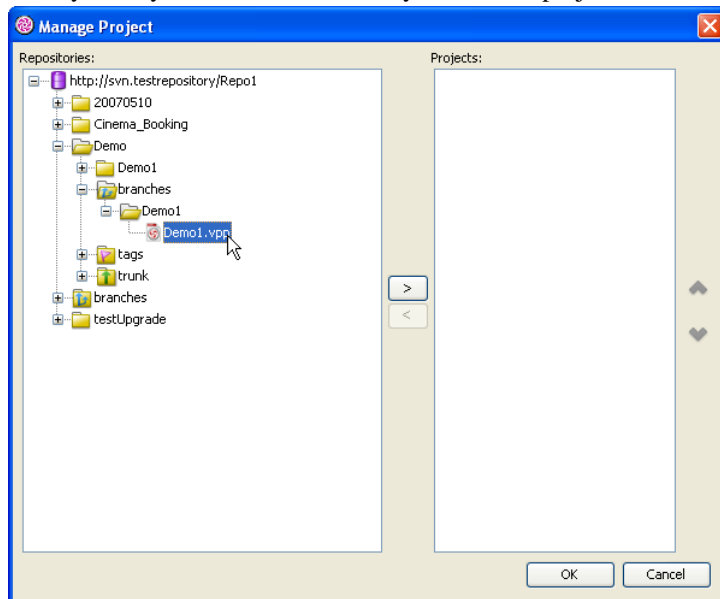 Manage Project
Repositories:
Projects:
http://svn.testrepository/Repo1
20070510
Cinema_Booking
Demo
Demo1
branches
Demo1
Demo1.vpp
tags
trunk
branches
testUpgrade
>
<
OK
Cancel